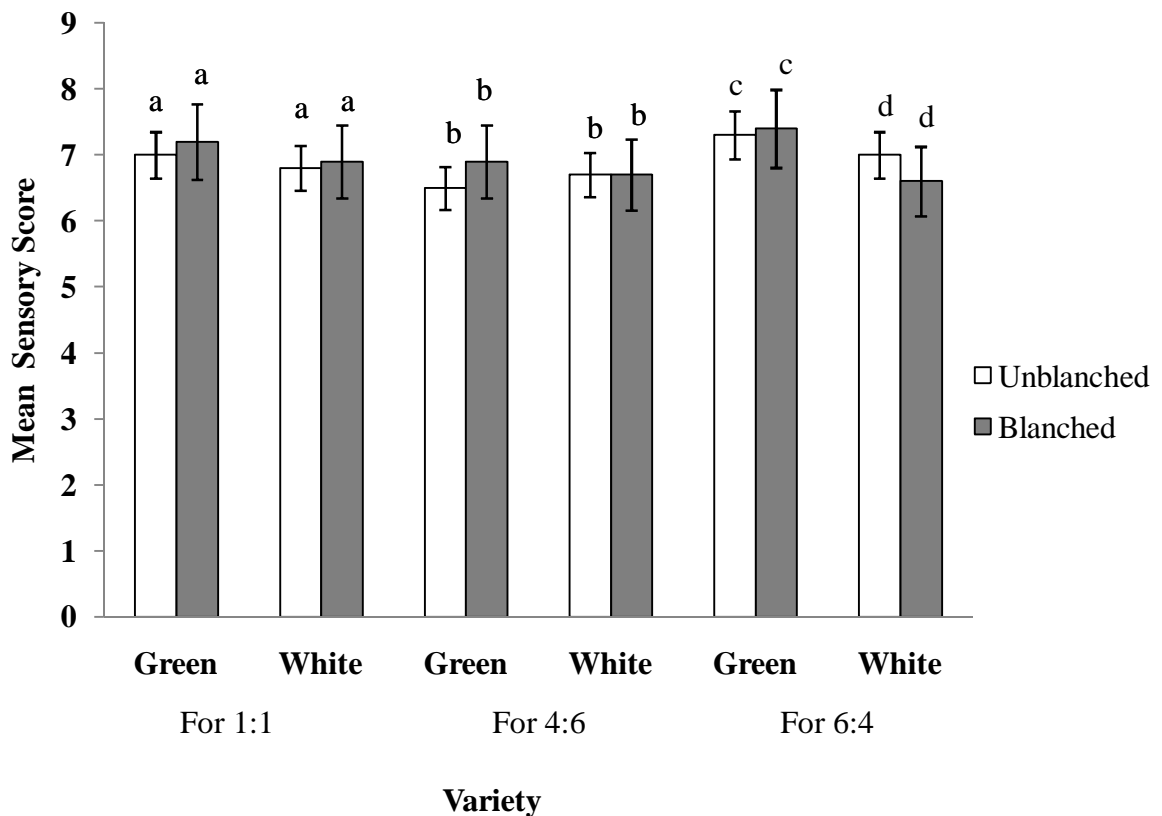 9
8
7
6
5
4
3
2
1
0
Mean Sensory Score
a a a a b b b b c c d d
Unblanched
Blanched
Green White Green White Green White
For 1:1 For 4:6 For 6:4
Variety